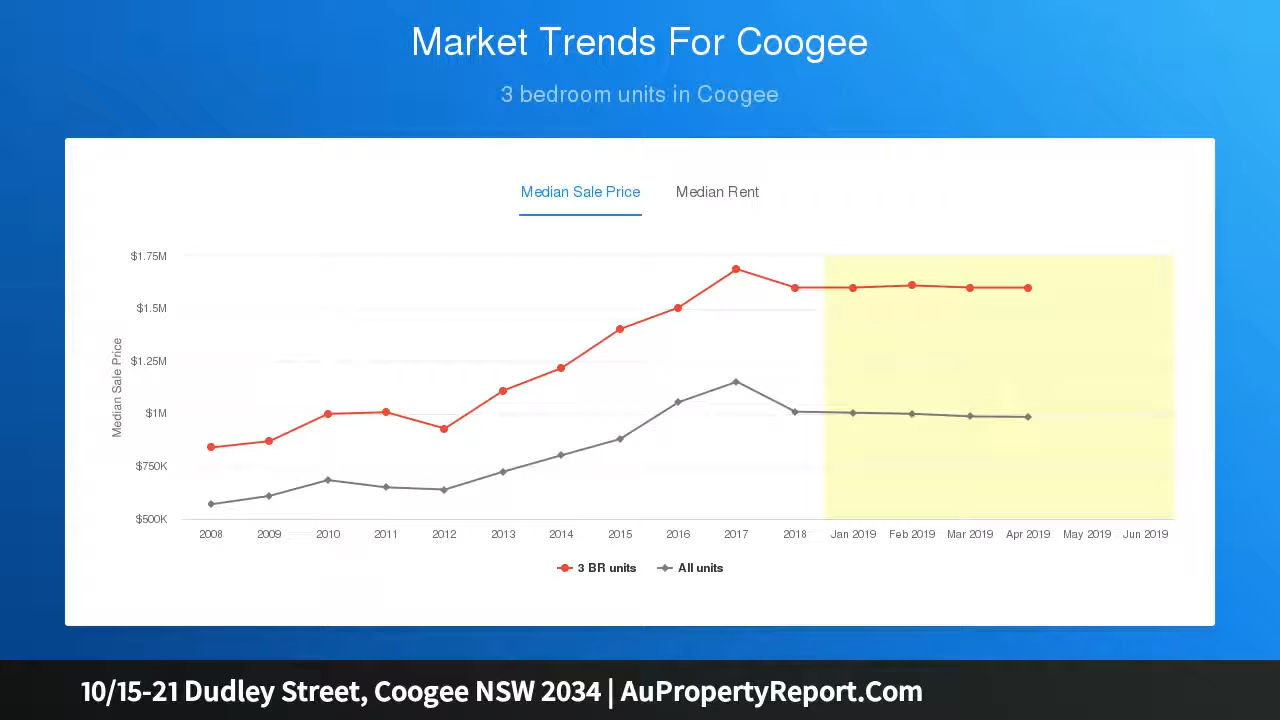 Market Trends For Coogee
3 bedroom units in Coogee
Median Sale Price Median Rent
Median Sale Price
$1.75M
$1.5M
$1.25M
$1M
$750K
$500K
2008 2009 2010 2011 2012 2013 2014 2015 2016 2017 2018 Jan 2019 Feb 2019 Mar 2019 Apr 2019 May 2019 Jun 2019
3 BR units All units
10/15-21 Dudley Street, Coogee NSW 2034 | AuPropertyReport.Com